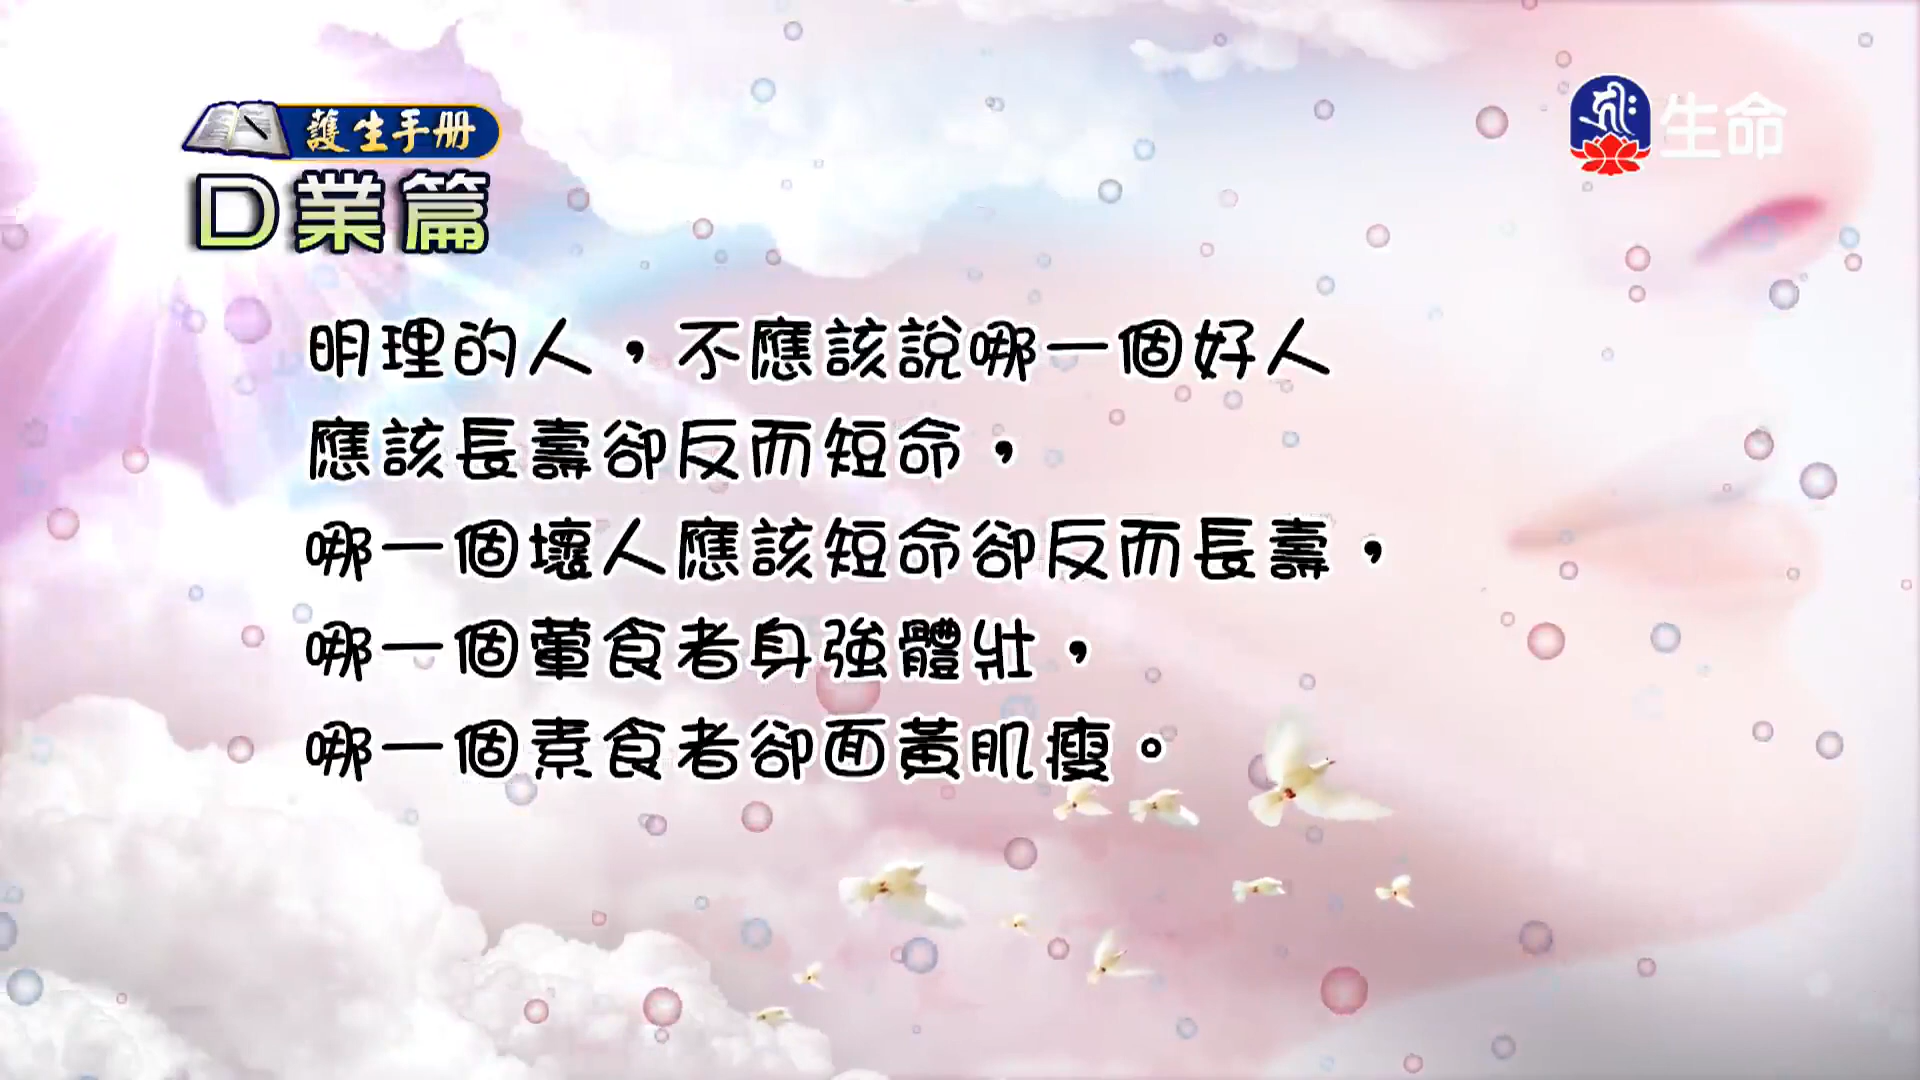 護生手册
D業篇
生命
明理的人，不應該說哪一個好人
應該長壽卻反而短命，
哪一個壞人應該短命卻反而長壽，
哪一個葷食者身強體壯，
哪一個素食者卻面黃肌瘦。